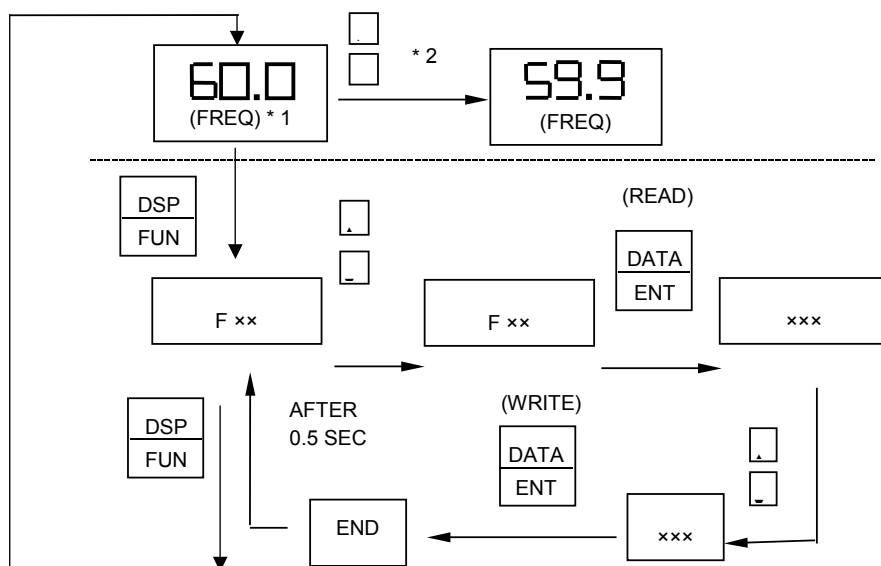 60.0
(FREQ) * 1
* 2
59.9
(FREQ)
DSP
FUN
(READ)
DATA
ENT
F ××
F ××
×××
DSP
FUN
AFTER
0.5 SEC
(WRITE)
DATA
ENT
END
×××